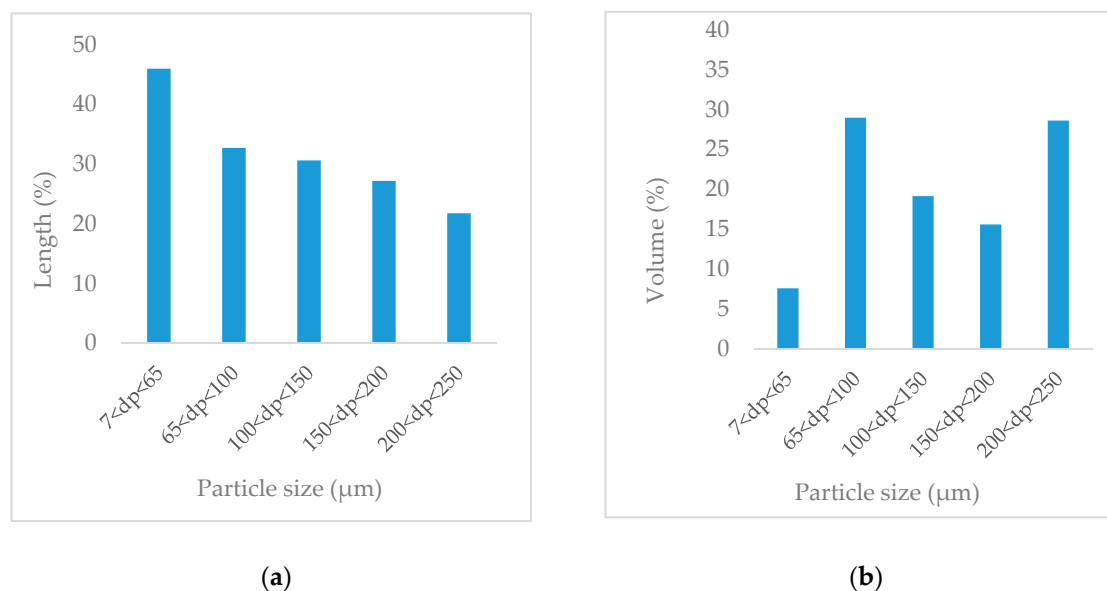 50
40
30
20
10
0
Length (%)
7<dp<65
65<dp<100
100<dp<150
150<dp<200
200<dp<250
Particle size (µm)
(a)
40
35
30
25
20
15
10
5
0
Volume (%)
7<dp<65
65<dp<100
100<dp<150
150<dp<200
200<dp<250
Particle size (µm)
(b)